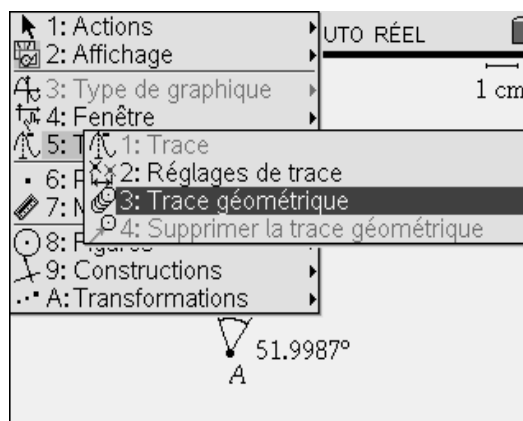 1: Actions
UTO RÉEL
2: Affichage
3: Type de graphique
1 cm
4: Fenêtre
5: T
1: Trace
2: Réglages de trace
6: P
3: Trace géométrique
7: M
4: Supprimer la trace géométrique
8: Figures
9: Constructions
A: Transformations
51.9987°
A